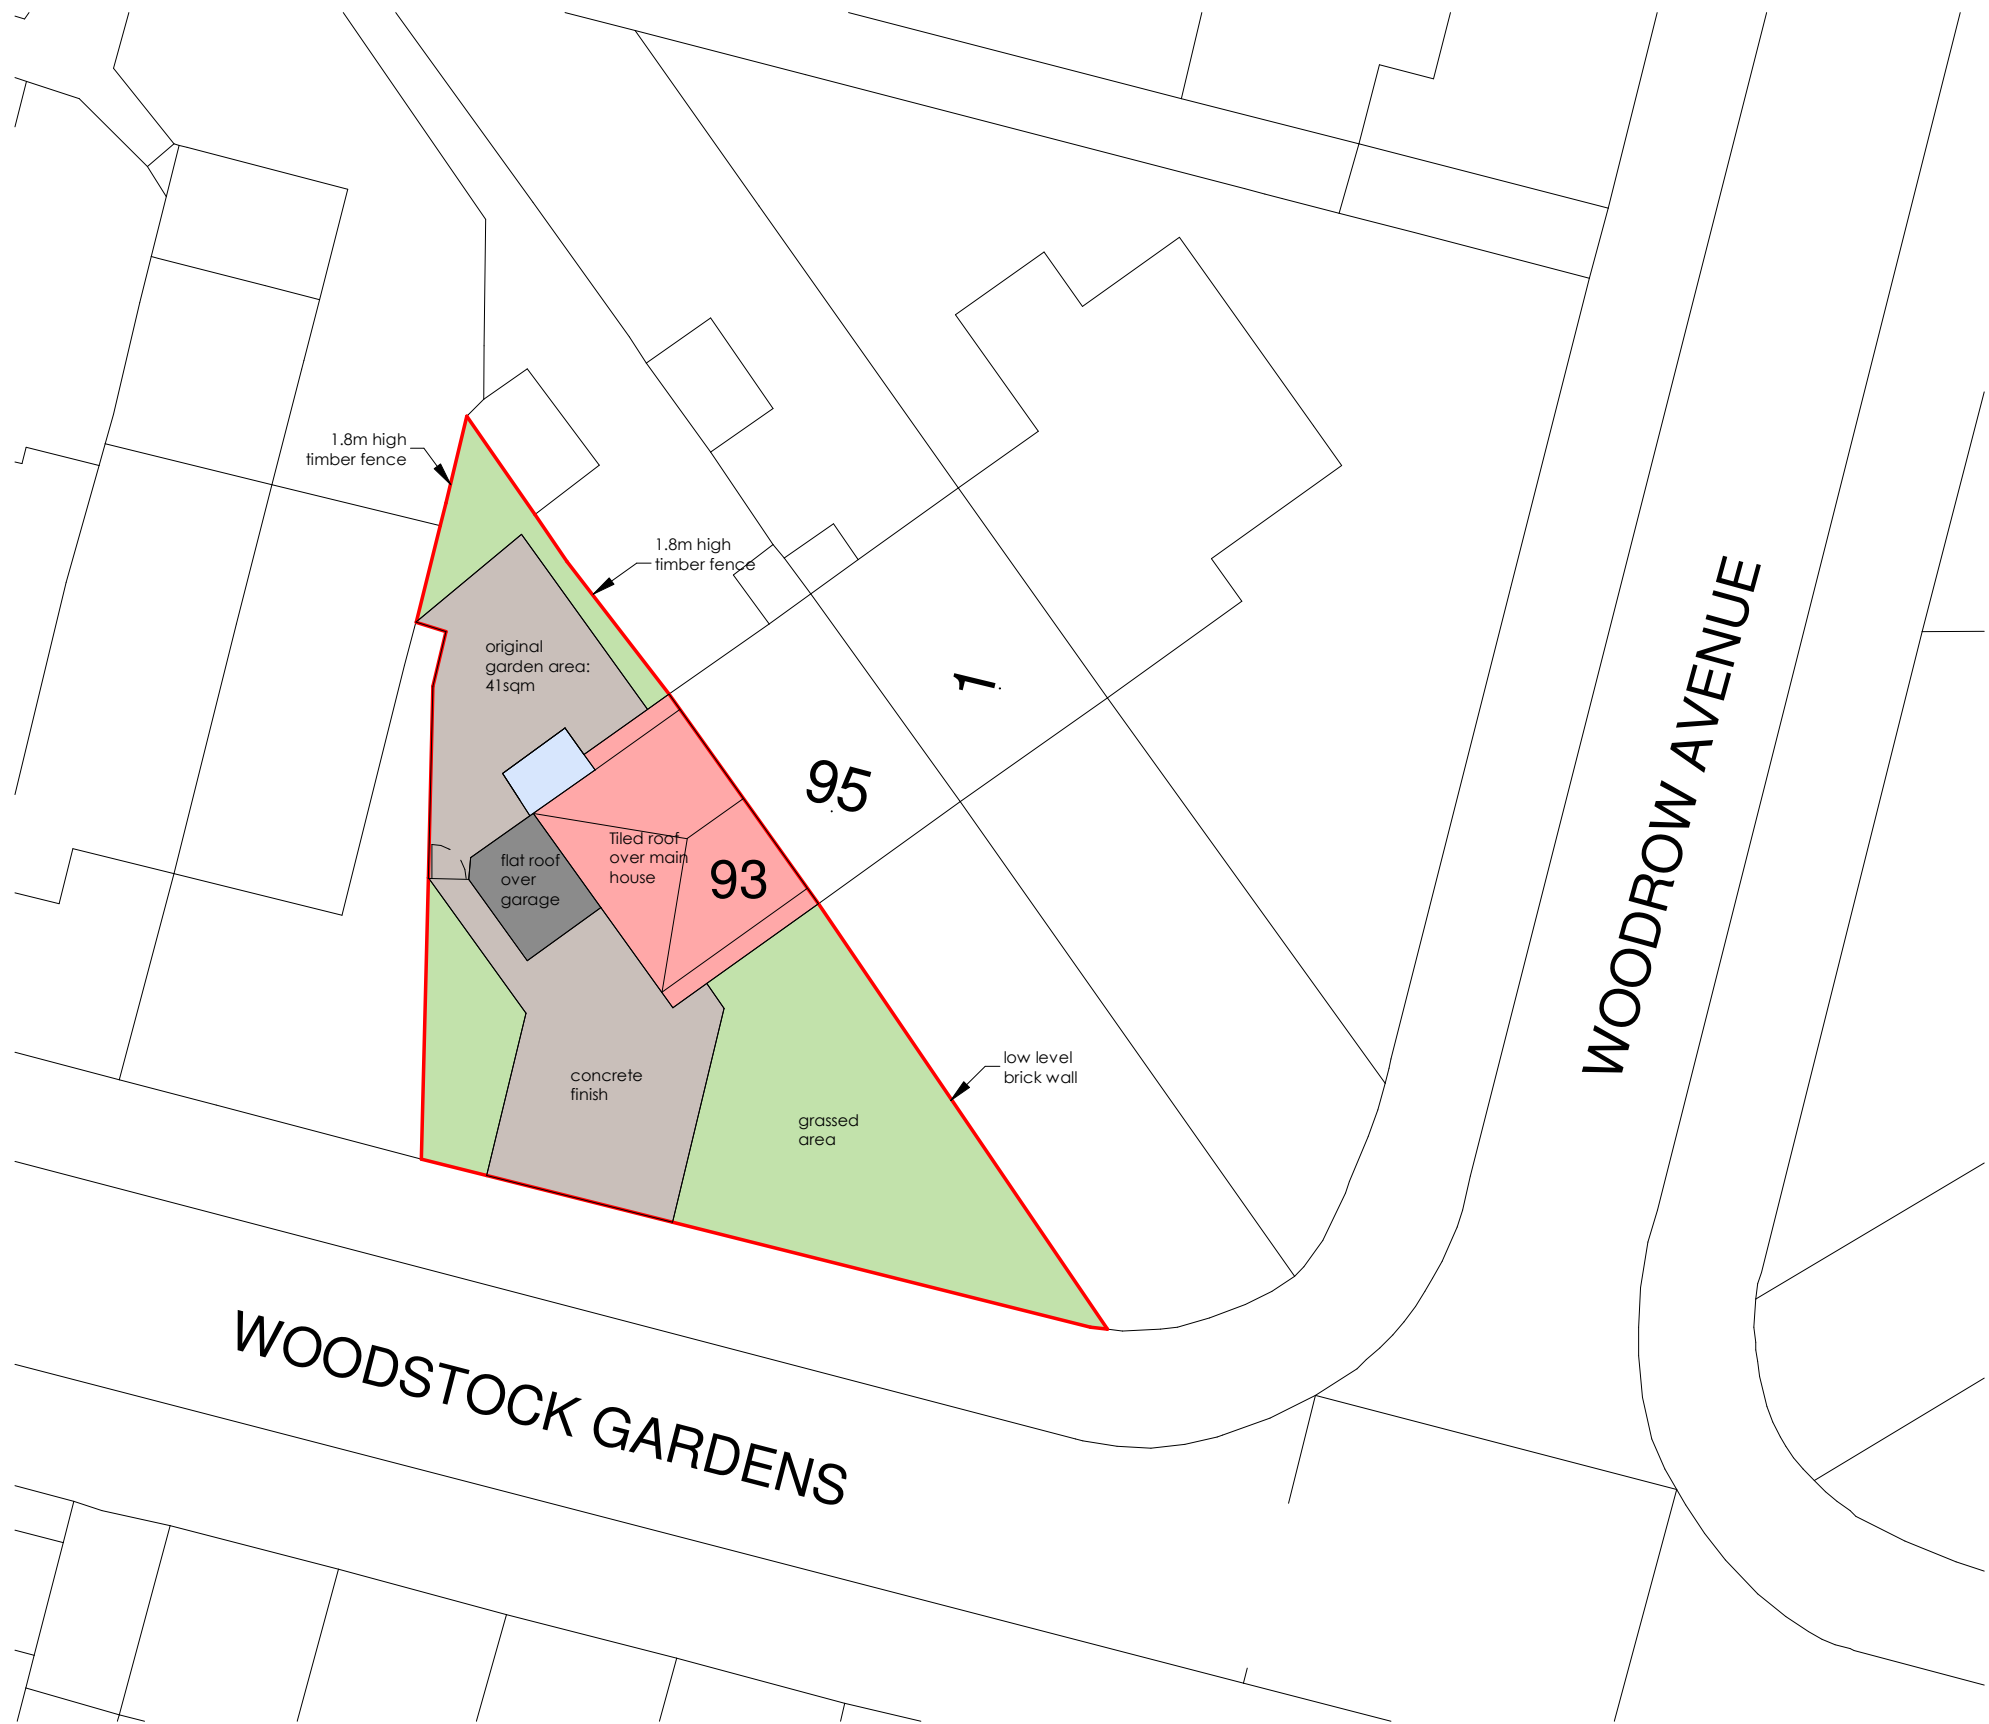 1.8m high
timber fence
1.8m high
timber fence
original
garden area:
41sqm
1
95
Tiled roof
over main
house
93
flat roof
over
garage
WOODROW AVENUE
low level
brick wall
concrete
finish
grassed
area
WOODSTOCK GARDENS